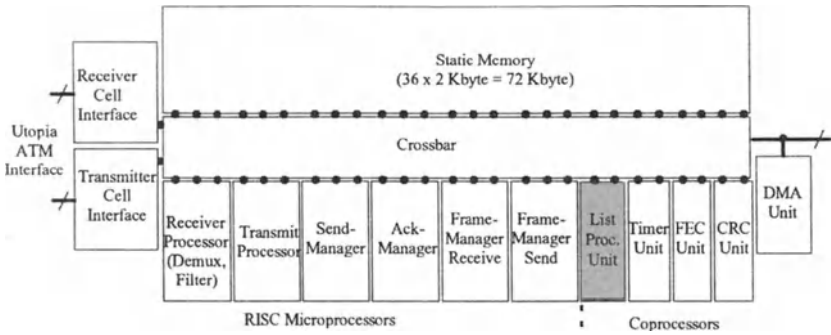 Static Memory
(36 x 2 Kbyte = 72 Kbyte)
Receiver
Cell
Interface
Utopia
ATM
Interface
Transmitter
Cell
Interface
Crossbar
DMA
Unit
Receiver
Processor
(Demux,
Filter)
Transmit
Processor
Send-
Manager
Ack-
Manager
Frame-
Manager
Receive
Frame-
Manager
Send
List
Proc.
Unit
Timer
Unit
FEC
Unit
CRC
Unit
RISC Microprocessors
Coprocessors